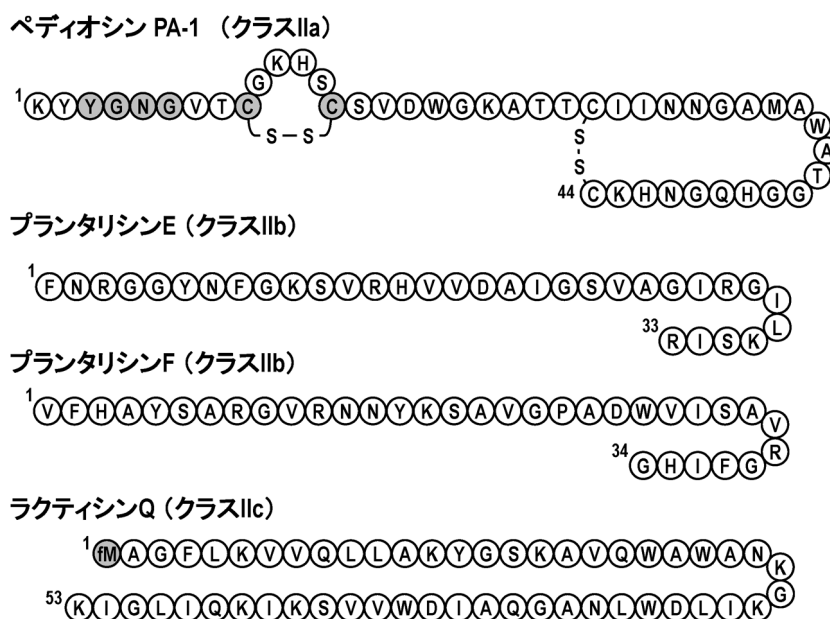 ペディオシン PA-1 (クラスIIa)
K H
G S
1 K Y Y G N G V T C C S V D W G K A T T C I I N N G A M A
W
S – S S A
S T
44 C K H N G Q H G G
プランタリシンE (クラスIIb)
1 F N R G G Y N F G K S V R H V V D A I G S V A G I R G
I
L
33 R I S K
プランタリシンF (クラスIIb)
1 V F H A Y S A R G V R N N Y K S A V G P A D W V I S A
V
R
34 G H I F G
ラクティシンQ (クラスIIc)
1 fM A G F L K V V Q L L A K Y G S K A V Q W A W A N
K
G
53 K I G L I Q K I K S V V W D I A Q G A N L W D L I K